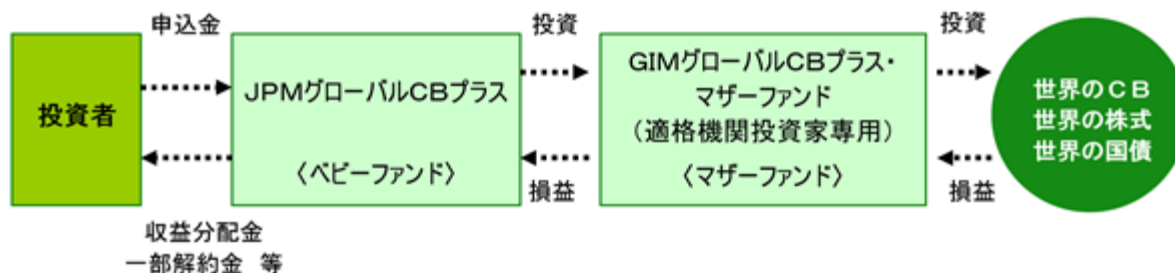 申込金
投資
投資
投資者
JPMグローバルCBプラス
〈ベビーファンド〉
GIMグローバルCBプラス・
マザーファンド
（適格機関投資家専用）
〈マザーファンド〉
世界のＣＢ
世界の株式
世界の国債
損益
損益
収益分配金
一部解約金　等